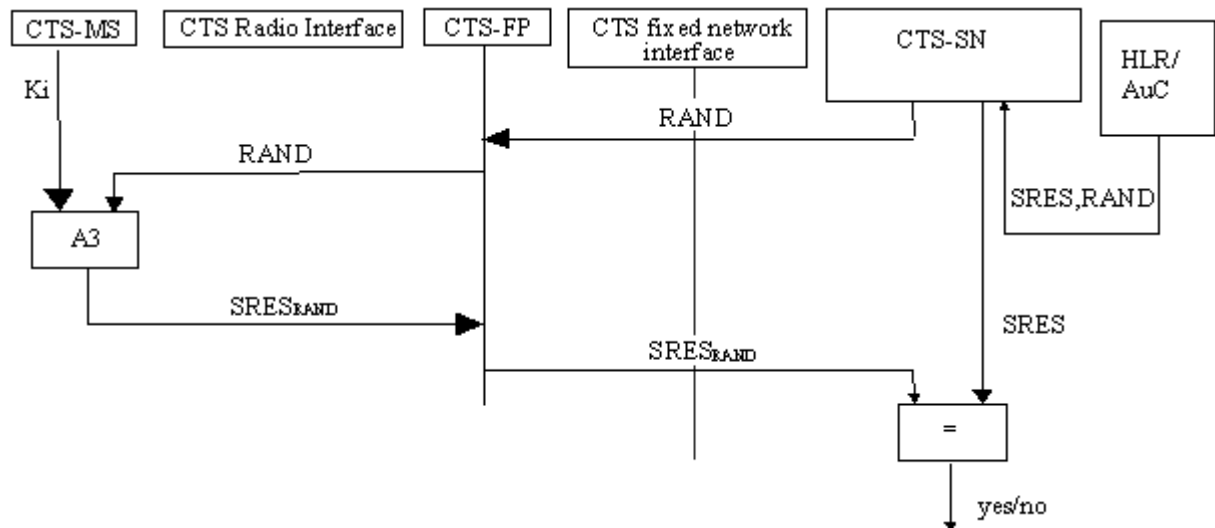 CTS-MS
CTS Radio Interface
CTS-FP
CTS fixed network
interface
CTS-SN
HLR/
AuC
Ki
RAND
RAND
SRES,RAND
A3
SRESRAND
SRES
SRESRAND
=
yes/no